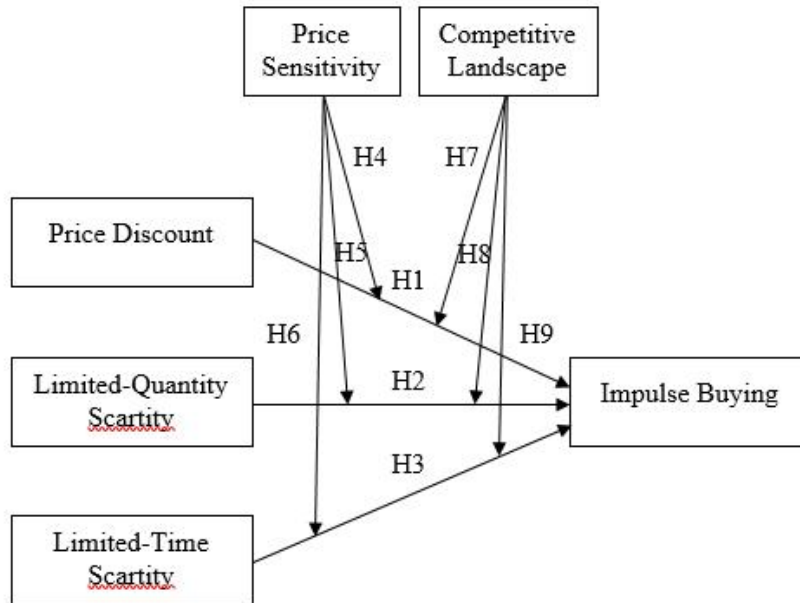 Price
Sensitivity
Competitive
Landscape
H4
H7
Price Discount
H5
H8
H1
H6
H9
Limited-Quantity
Scartity
H2
Impulse Buying
H3
Limited-Time
Scartity